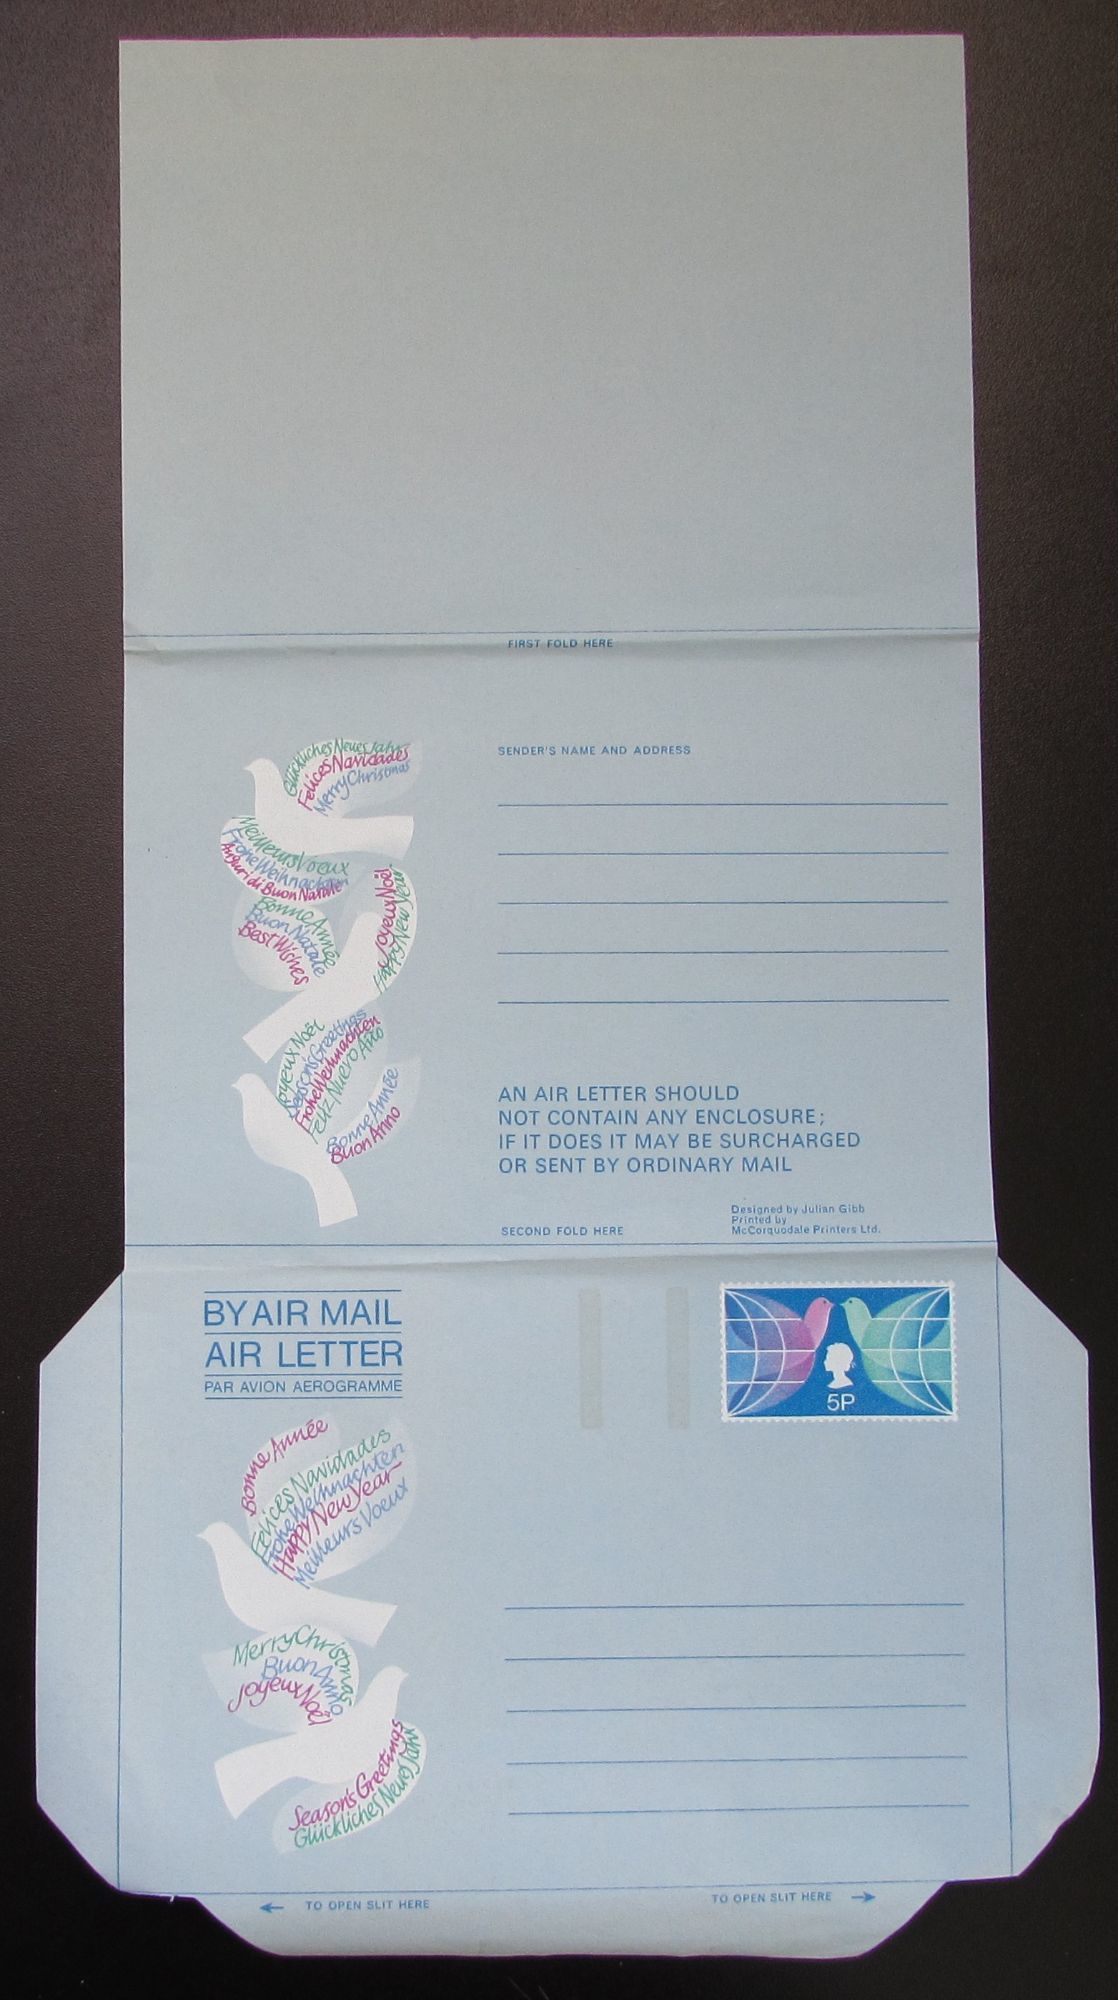 FIRST FOLD HERE
Glückliches Neues Jahr
Felices Navidades
Merry Christmas
Meilleurs Voeux
Frohe Weihnachten
Auguri di Buon Natale
Joyeux Noël
Happy New Year
Bonne Année
Buon Natale
Best Wishes
Joyeux Noël
Season's Greetings
Frohe Weihnachten
Feliz Nuevo Año
Bonne Année
Buon Anno
SENDER'S NAME AND ADDRESS
AN AIR LETTER SHOULD
NOT CONTAIN ANY ENCLOSURE;
IF IT DOES IT MAY BE SURCHARGED
OR SENT BY ORDINARY MAIL
Designed by Julian Gibb
Printed by
McCorquodale Printers Ltd.
SECOND FOLD HERE
BY AIR MAIL
AIR LETTER
PAR AVION AEROGRAMME
5P
Bonne Année
Felices Navidades
Frohe Weihnachten
Happy New Year
Meilleurs Voeux
Merry Christmas
Buon Anno
Joyeux Noël
Season's Greetings
Glückliches Neues Jahr
TO OPEN SLIT HERE
TO OPEN SLIT HERE